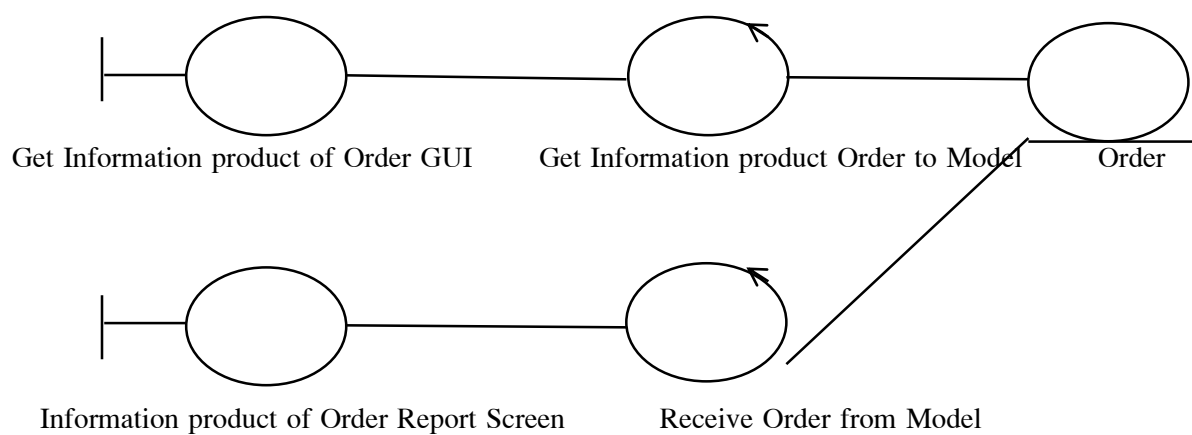 Get Information product of Order GUI
Get Information product Order to Model
Order
Information product of Order Report Screen
Receive Order from Model